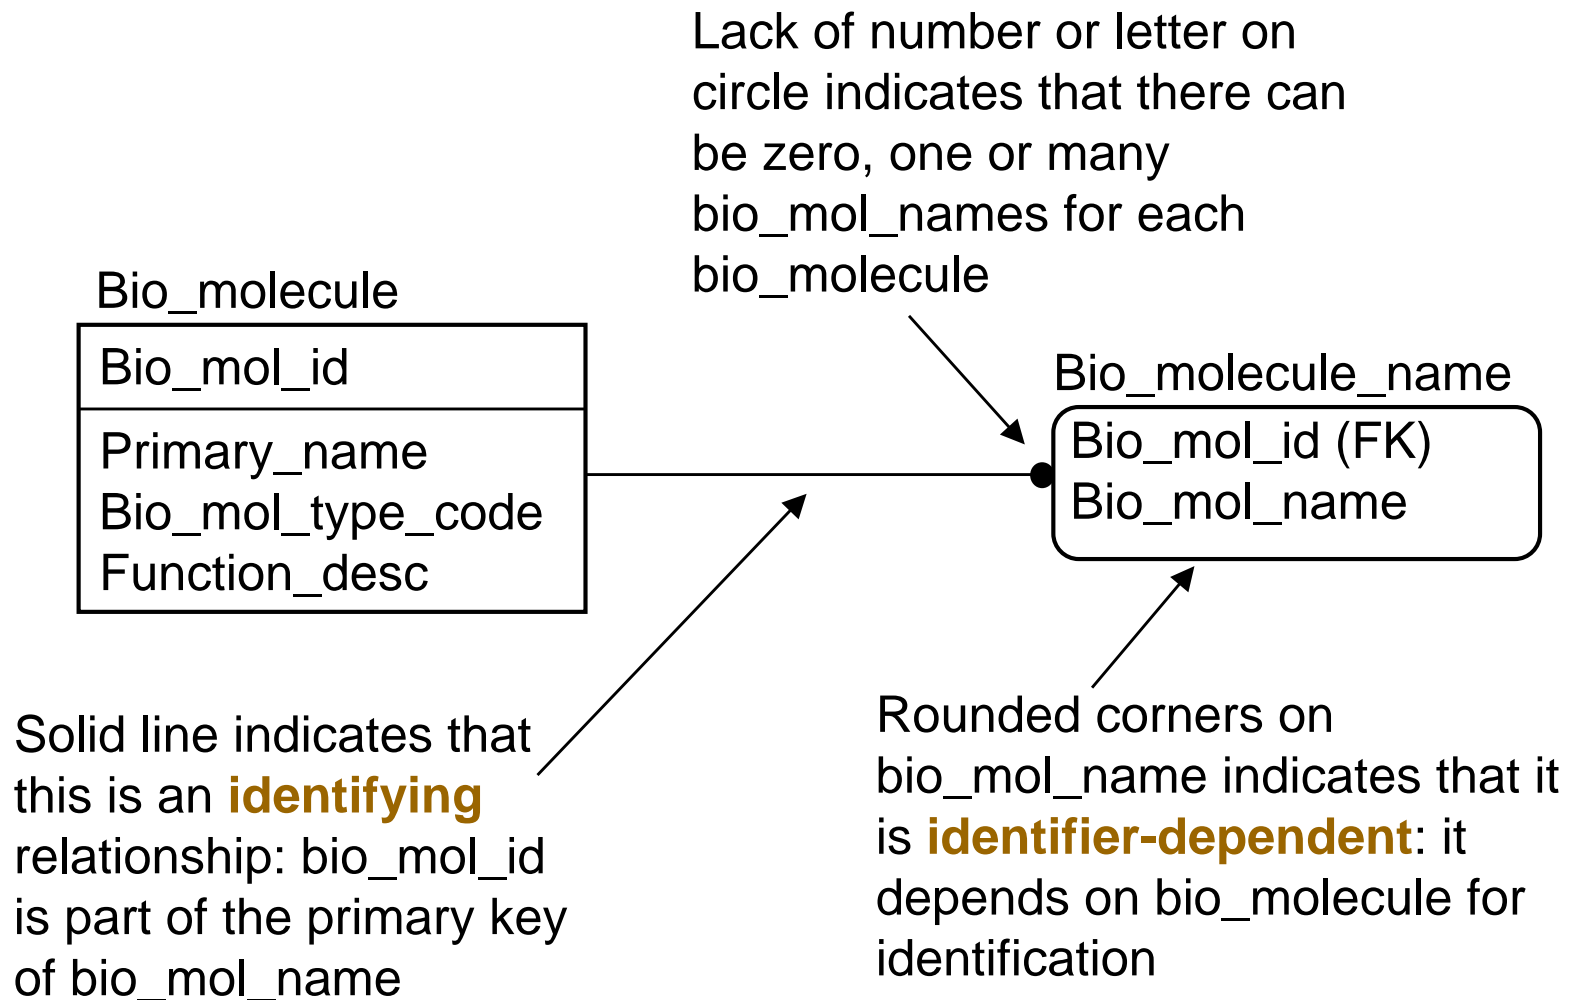 Lack of number or letter on
circle indicates that there can
be zero, one or many
bio_mol_names for each
bio_molecule
Bio_molecule
Bio_mol_id
Primary_name
Bio_mol_type_code
Function_desc
Bio_molecule_name
Bio_mol_id (FK)
Bio_mol_name
Solid line indicates that
this is an identifying
relationship: bio_mol_id
is part of the primary key
of bio_mol_name
Rounded corners on
bio_mol_name indicates that it
is identifier-dependent: it
depends on bio_molecule for
identification